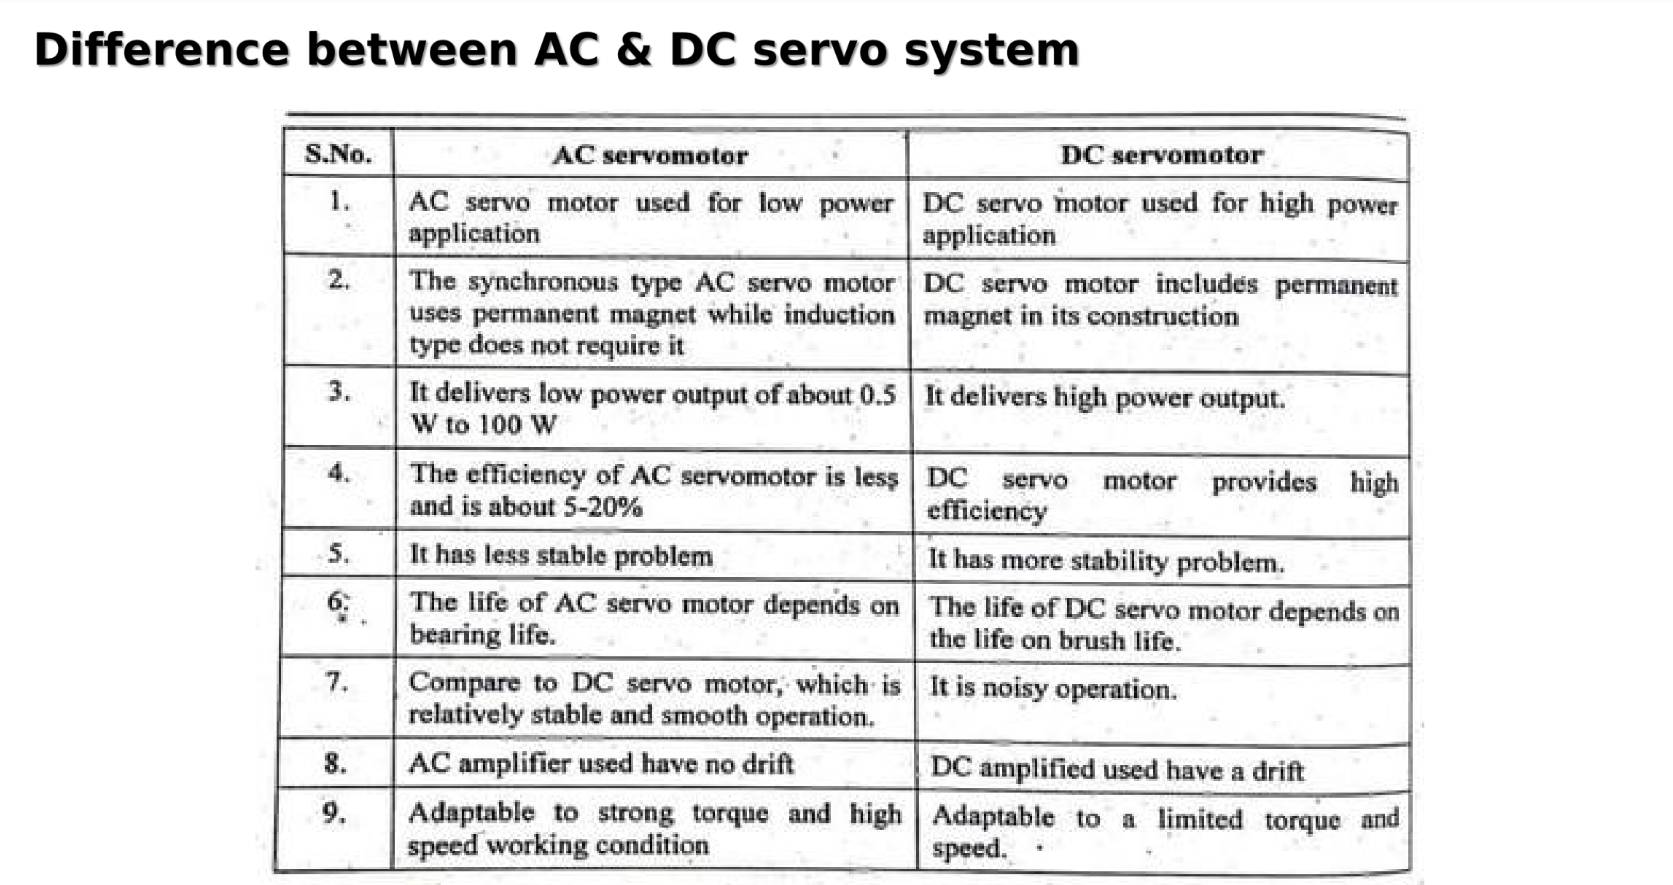 Difference between AC & DC servo system
S.No. AC servomotor DC servomotor
1. AC servo motor used for low power DC servo motor used for high power
application application
2. The synchronous type AC servo motor DC servo motor includes permanent
uses permanent magnet while induction magnet in its construction
type does not require it
3. It delivers low power output of about 0.5 It delivers high power output.
W to 100 W
4. The efficiency of AC servomotor is less DC servo motor provides high
and is about 5-20% efficiency
5. It has less stable problem It has more stability problem.
6. The life of AC servo motor depends on The life of DC servo motor depends on
bearing life. the life on brush life.
7. Compare to DC servo motor, which is It is noisy operation.
relatively stable and smooth operation.
8. AC amplifier used have no drift DC amplified used have a drift
9. Adaptable to strong torque and high Adaptable to a limited torque and
speed working condition speed.